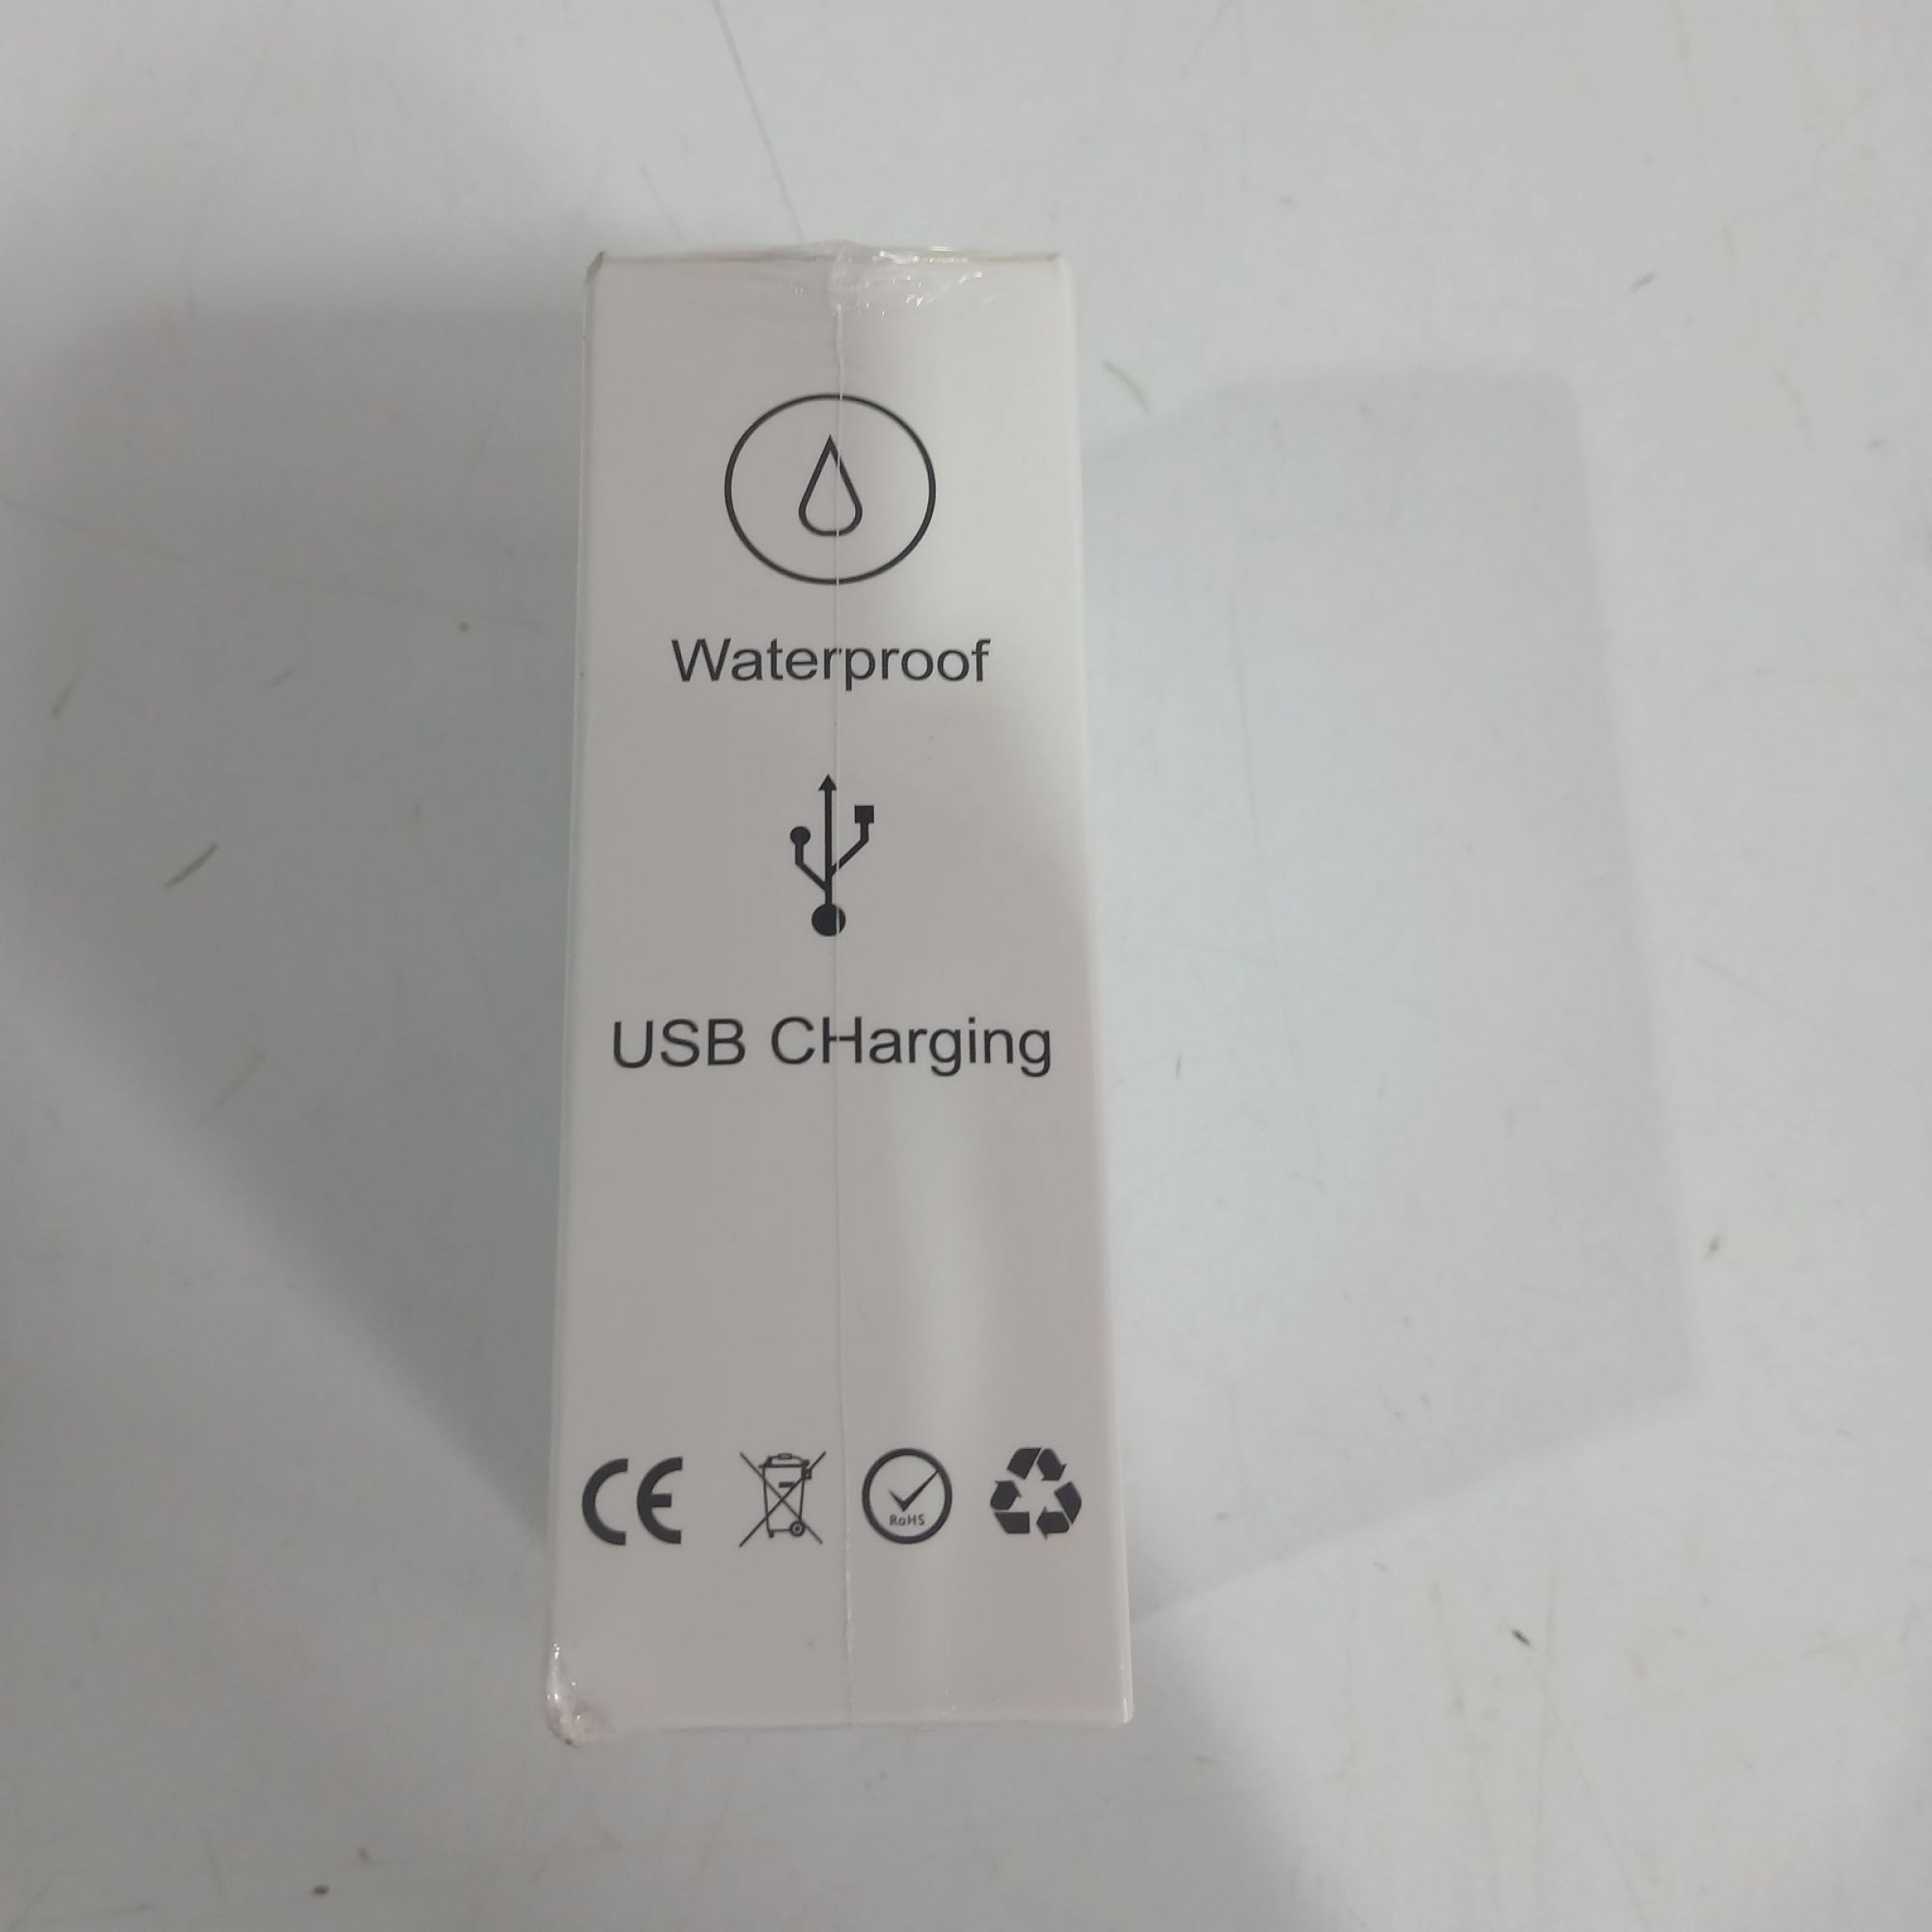 Waterproof
USB CHarging
CE
RoHS